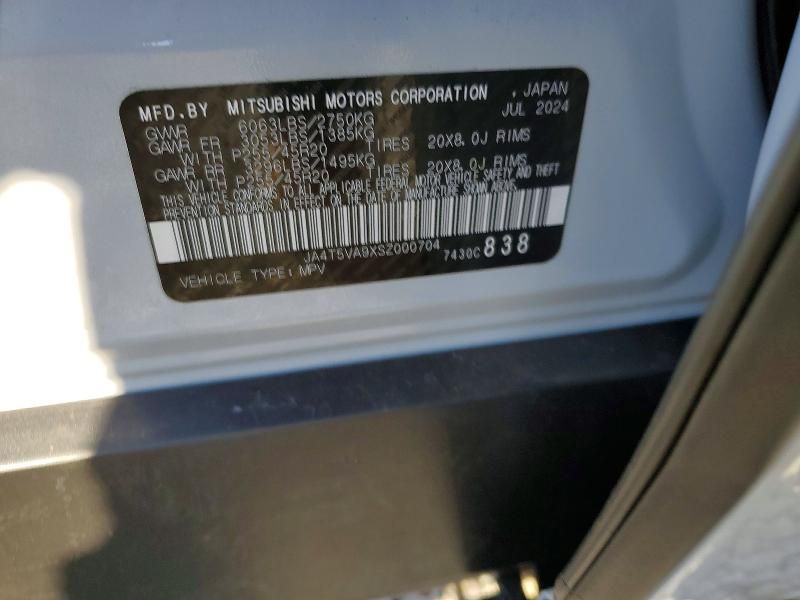 MFD.BY MITSUBISHI MOTORS CORPORATION , JAPAN
JUL 2024
GVWR 6063LBS/2750KG
GAWR FR 3053LBS/1385KG
WITH P255/45R20 TIRES 20X8.0J RIMS
GAWR RR /1495KG
WITH P255/45R20 TIRES 20X8.0J RIMS
THIS VEHICLE CONFORMS TO ALL APPLICABLE FEDERAL MOTOR VEHICLE SAFETY AND THEFT
PREVENTION STANDARDS IN EFFECT ON THE DATE OF MANUFACTURE SHOWN ABOVE.
JA4T5VA9XSZ000704 7430C 838
VEHICLE TYPE: MPV